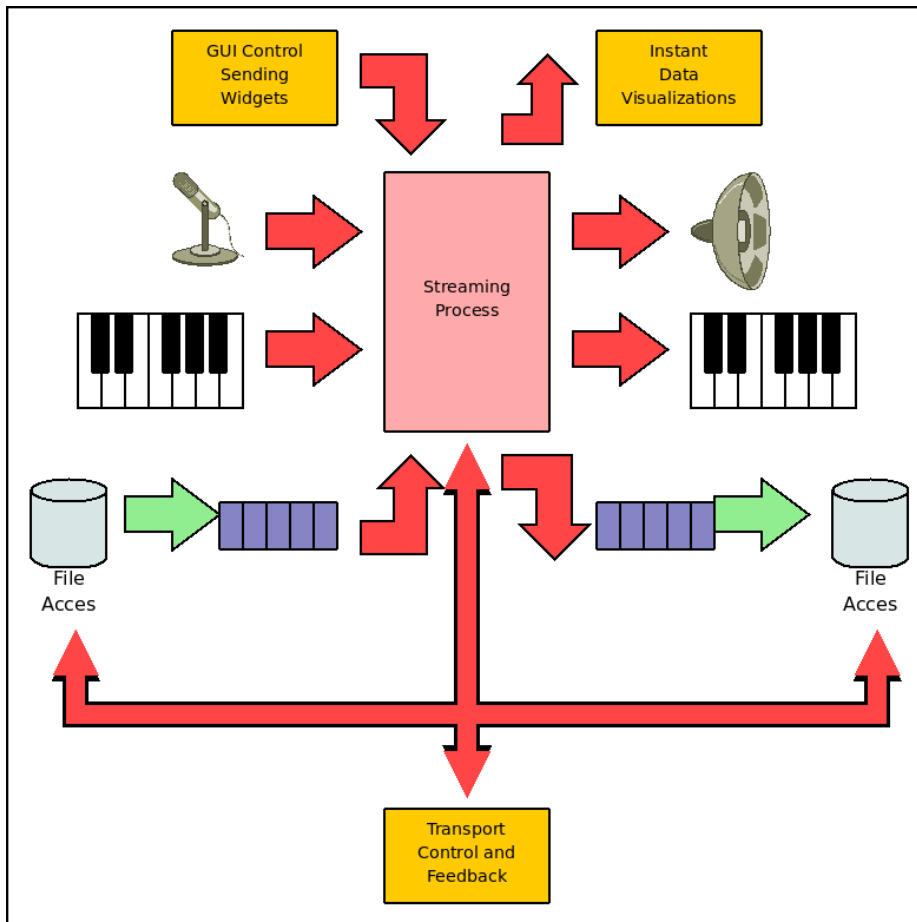 GUI Control
Sending
Widgets
Instant
Data
Visualizations
Streaming
Process
File
Acces
File
Acces
Transport
Control and
Feedback